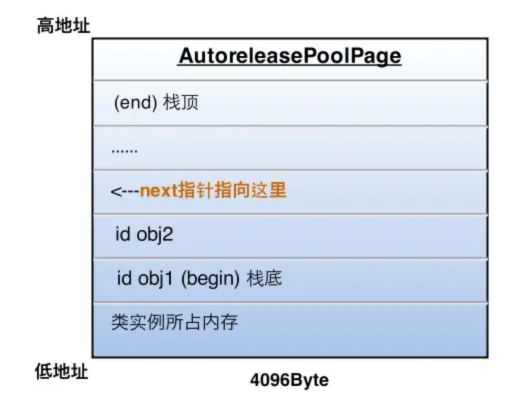 高地址
AutoreleasePoolPage
(end) 栈顶
......
<---next指针指向这里
id obj2
id obj1 (begin) 栈底
类实例所占内存
低地址
4096Byte